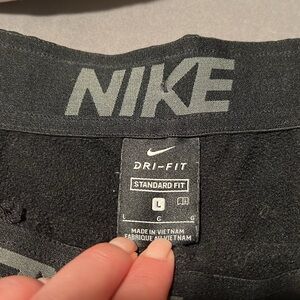 NIKE
DRI-FIT
STANDARD FIT
L
L G G
MADE IN VIETNAM
FABRIQUÉ AU VIETNAM